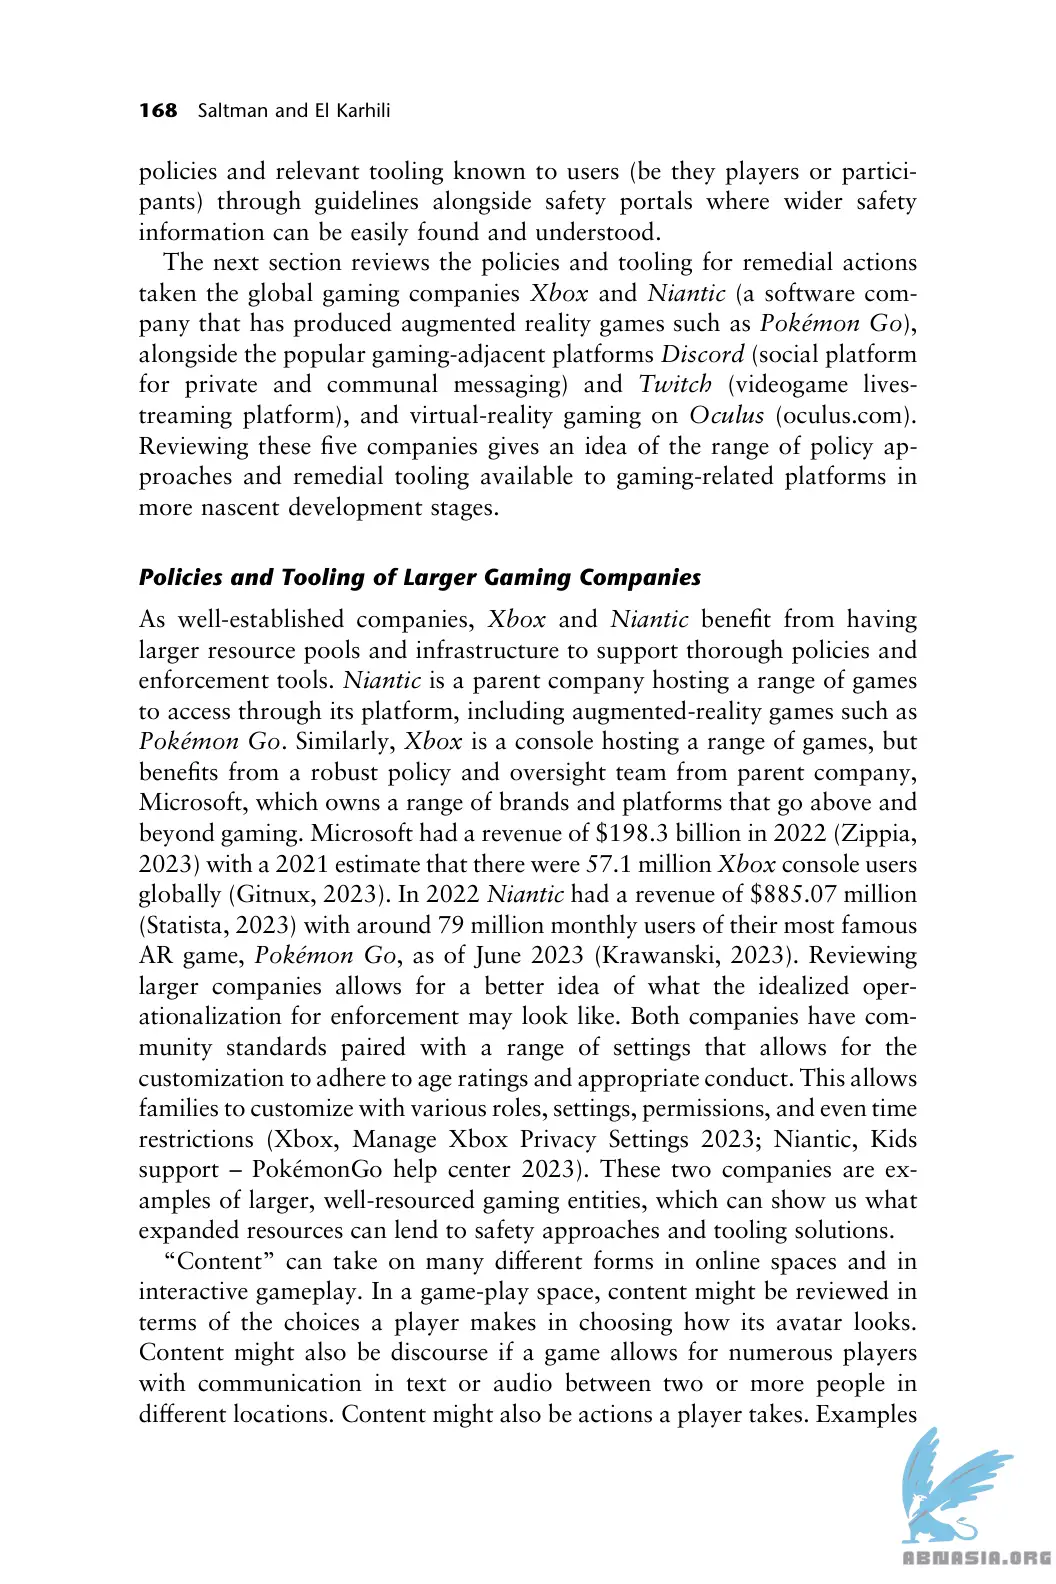 168 Saltman and El Karhili
policies and relevant tooling known to users (be they players or partici-
pants) through guidelines alongside safety portals where wider safety
information can be easily found and understood.
The next section reviews the policies and tooling for remedial actions
taken the global gaming companies Xbox and Niantic (a software com-
pany that has produced augmented reality games such as Pokémon Go),
alongside the popular gaming-adjacent platforms Discord (social platform
for private and communal messaging) and Twitch (videogame lives-
treaming platform), and virtual-reality gaming on Oculus (oculus.com).
Reviewing these five companies gives an idea of the range of policy ap-
proaches and remedial tooling available to gaming-related platforms in
more nascent development stages.
Policies and Tooling of Larger Gaming Companies
As well-established companies, Xbox and Niantic benefit from having
larger resource pools and infrastructure to support thorough policies and
enforcement tools. Niantic is a parent company hosting a range of games
to access through its platform, including augmented-reality games such as
Pokémon Go. Similarly, Xbox is a console hosting a range of games, but
benefits from a robust policy and oversight team from parent company,
Microsoft, which owns a range of brands and platforms that go above and
beyond gaming. Microsoft had a revenue of $198.3 billion in 2022 (Zippia,
2023) with a 2021 estimate that there were 57.1 million Xbox console users
globally (Gitnux, 2023). In 2022 Niantic had a revenue of $885.07 million
(Statista, 2023) with around 79 million monthly users of their most famous
AR game, Pokémon Go, as of June 2023 (Krawanski, 2023). Reviewing
larger companies allows for a better idea of what the idealized oper-
ationalization for enforcement may look like. Both companies have com-
munity standards paired with a range of settings that allows for the
customization to adhere to age ratings and appropriate conduct. This allows
families to customize with various roles, settings, permissions, and even time
restrictions (Xbox, Manage Xbox Privacy Settings 2023; Niantic, Kids
support – PokémonGo help center 2023). These two companies are ex-
amples of larger, well-resourced gaming entities, which can show us what
expanded resources can lend to safety approaches and tooling solutions.
“Content” can take on many different forms in online spaces and in
interactive gameplay. In a game-play space, content might be reviewed in
terms of the choices a player makes in choosing how its avatar looks.
Content might also be discourse if a game allows for numerous players
with communication in text or audio between two or more people in
different locations. Content might also be actions a player takes. Examples
ABNASIA.ORG